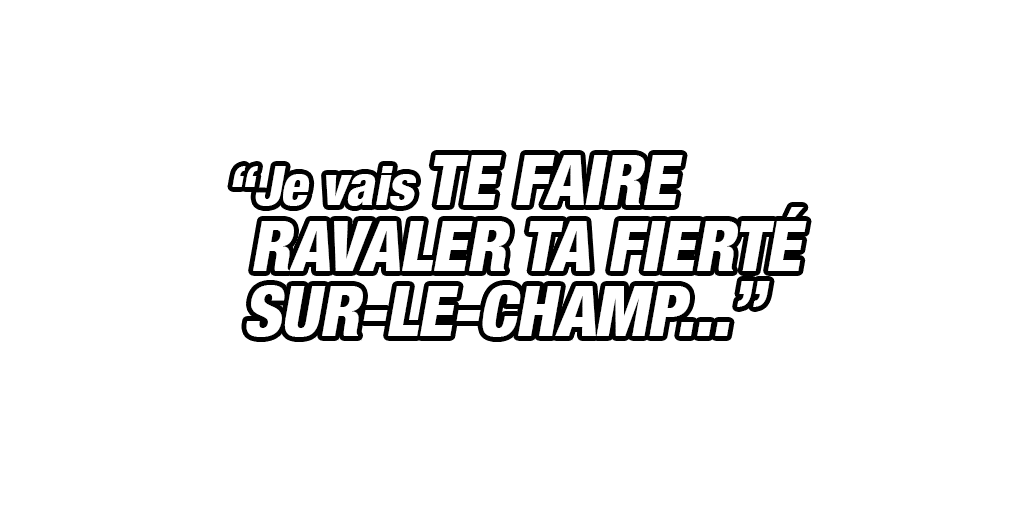 “Je vais TE FAIRE
RAVALER TA FIERTÉ
SUR-LE-CHAMP...”